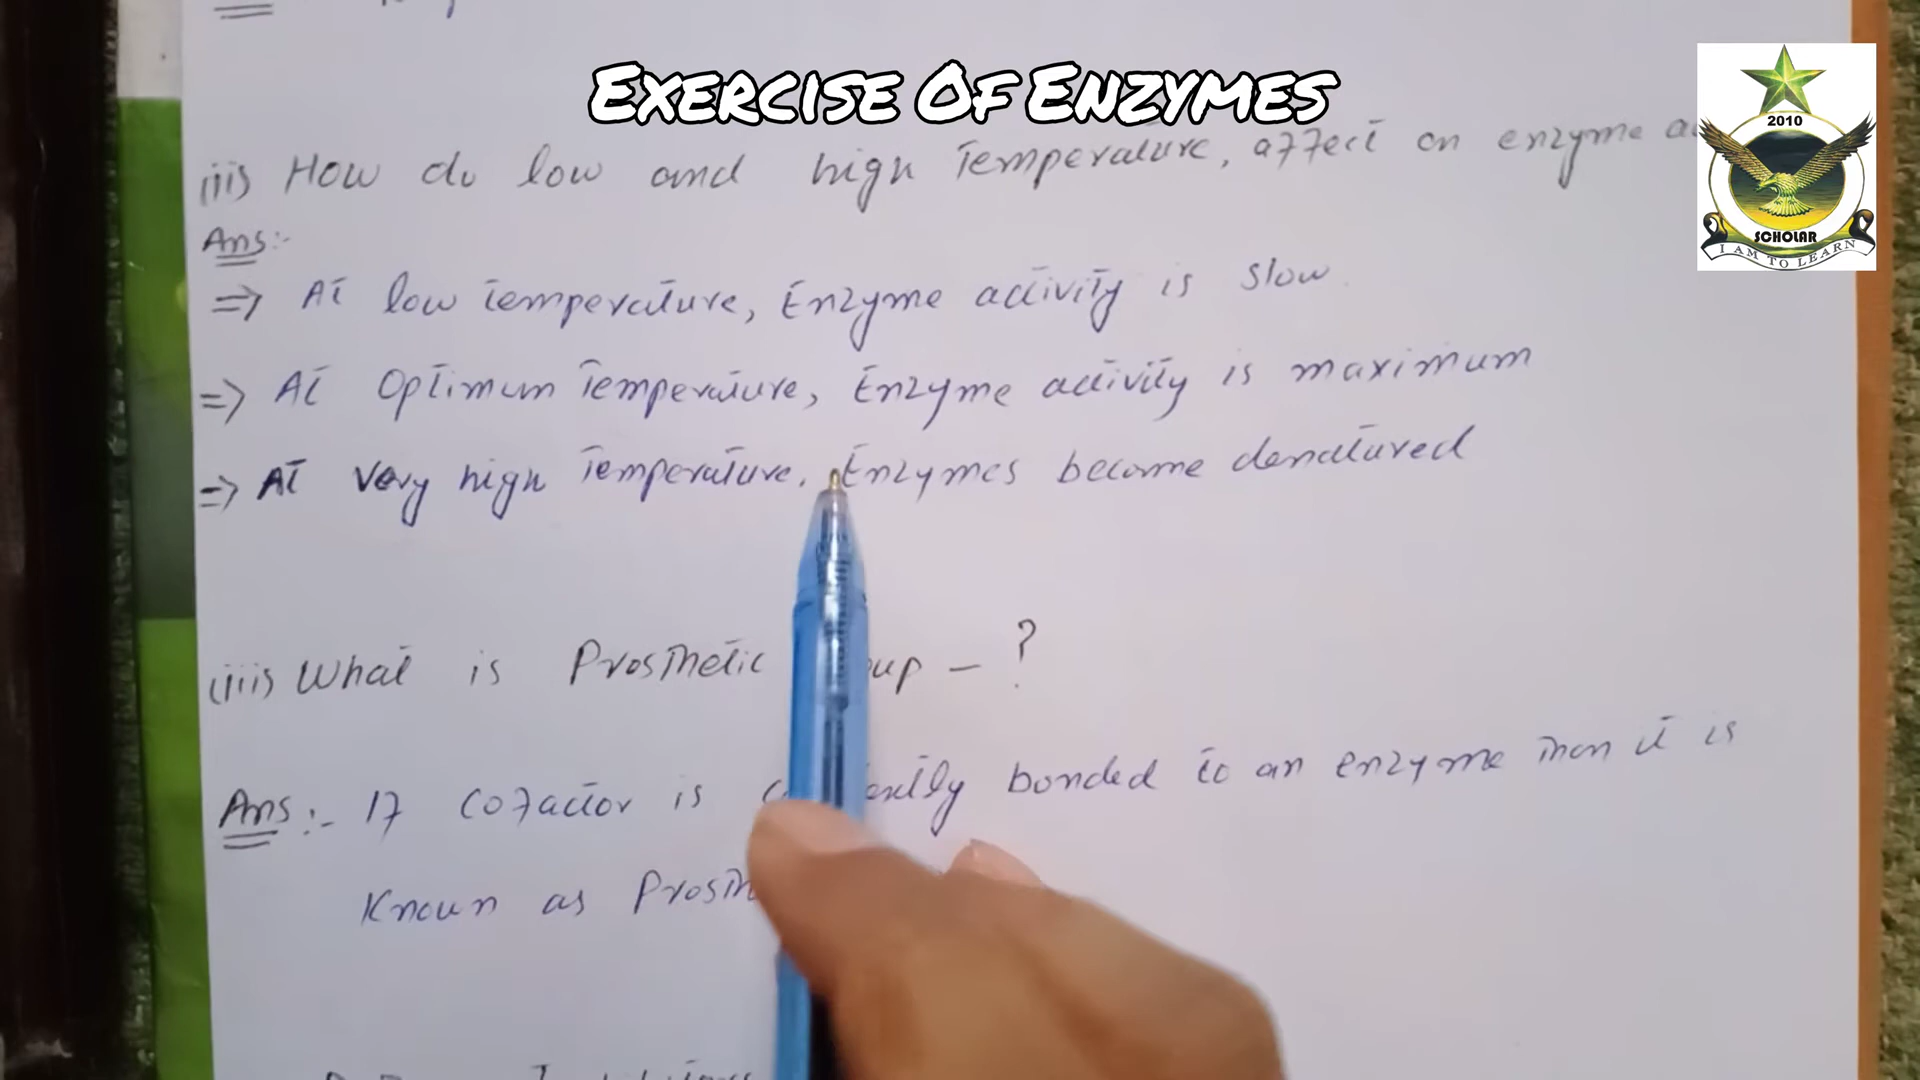 EXERCISE OF ENZYMES
2010
SCHOLAR
I AM TO LEARN
(iii) How do low and high Temperature, affect on enzyme
Ans:-
=> At low temperature, Enzyme activity is slow
=> At Optimum Temperature, Enzyme activity is maximum
=> At Very high Temperature, Enzymes become denatured
(iii) What is Prosthetic up - ?
Ans:- If cofactor is bonded to an enzyme then it is
Known as